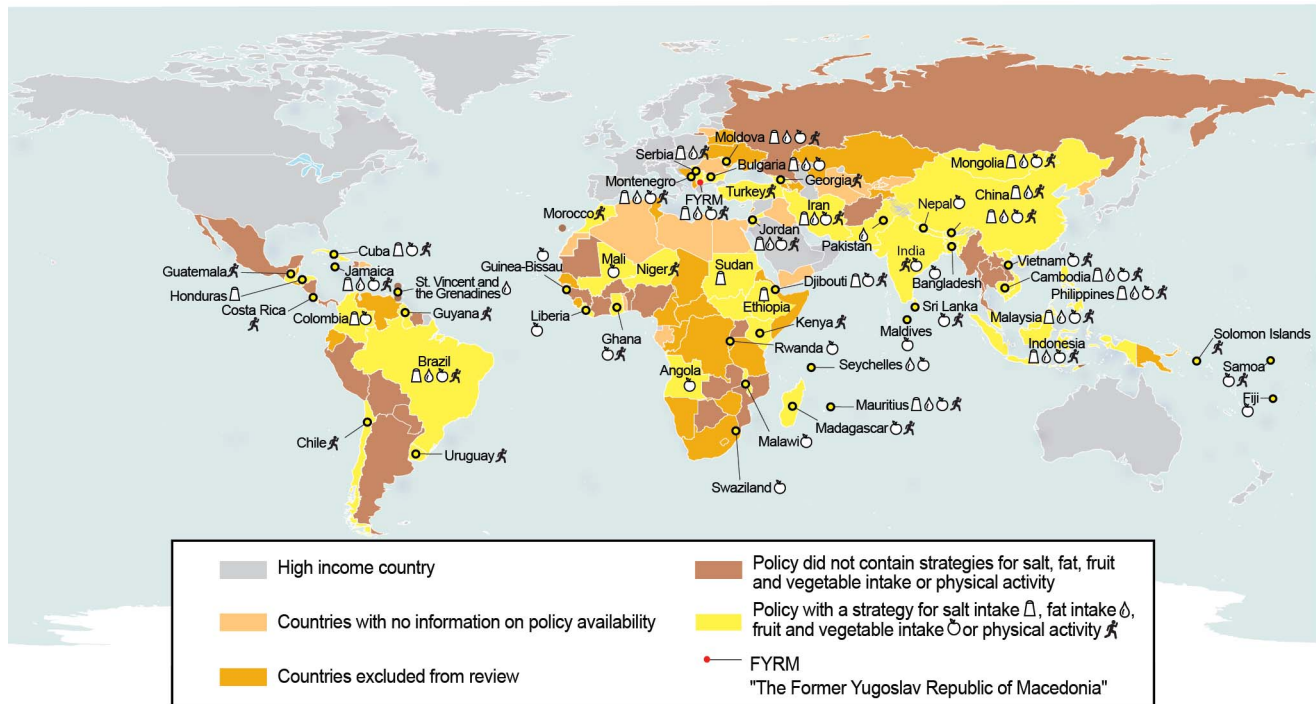 Moldova
Serbia
Bulgaria
Mongolia
Montenegro
Georgia
Turkey
China
FYRM
Iran
Nepal
Morocco
Jordan
Pakistan
Cuba
Mali
India
Vietnam
Guatemala
Jamaica
Guinea-Bissau
Niger
Sudan
Bangladesh
Cambodia
Djibouti
St. Vincent and
the Grenadines
Honduras
Philippines
Ethiopia
Costa Rica
Colombia
Guyana
Liberia
Sri Lanka
Malaysia
Kenya
Ghana
Maldives
Solomon Islands
Rwanda
Indonesia
Brazil
Seychelles
Samoa
Angola
Fiji
Mauritius
Madagascar
Chile
Malawi
Uruguay
Swaziland
High income country
Countries with no information on policy availability
Countries excluded from review
Policy did not contain strategies for salt, fat, fruit
and vegetable intake or physical activity
Policy with a strategy for salt intake, fat intake,
fruit and vegetable intake or physical activity
FYRM
"The Former Yugoslav Republic of Macedonia"